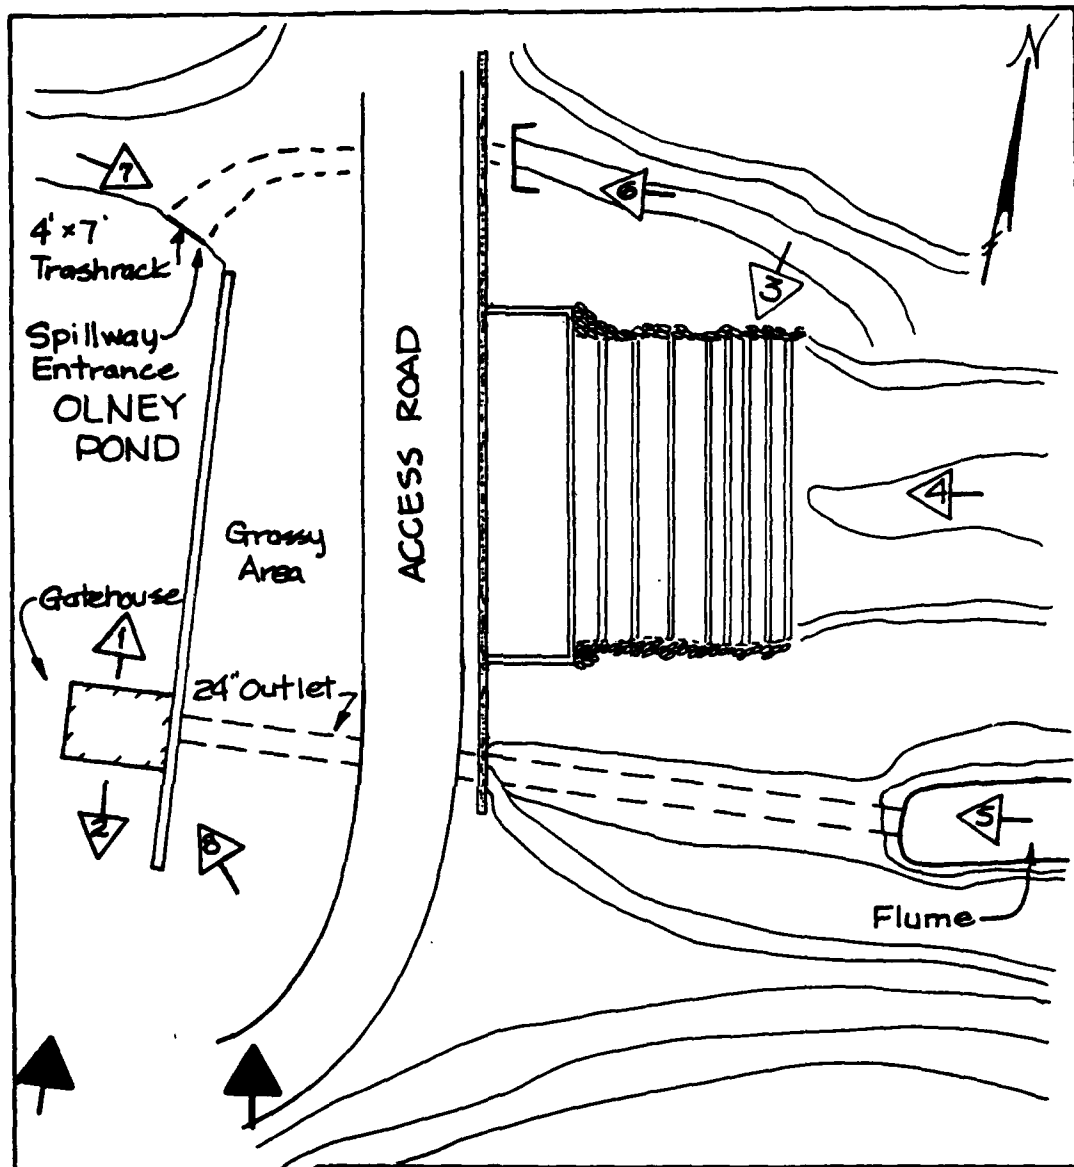 N
7
6
4'x7'
Trashrack
3
Spillway
Entrance
OLNEY
POND
ACCESS ROAD
4
Grassy
Area
Gatehouse
1
24" Outlet
2
8
5
Flume